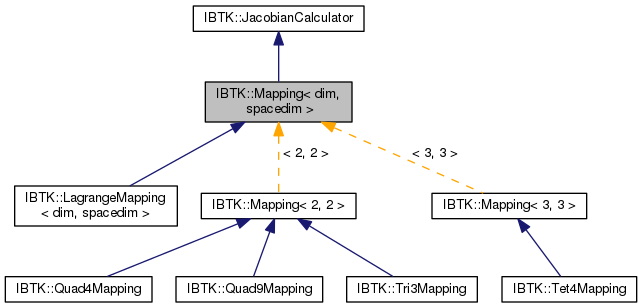 IBTK::JacobianCalculator
IBTK::Mapping< dim,
spacedim >
< 2, 2 >
< 3, 3 >
IBTK::LagrangeMapping
< dim, spacedim >
IBTK::Mapping< 2, 2 >
IBTK::Mapping< 3, 3 >
IBTK::Quad4Mapping
IBTK::Quad9Mapping
IBTK::Tri3Mapping
IBTK::Tet4Mapping